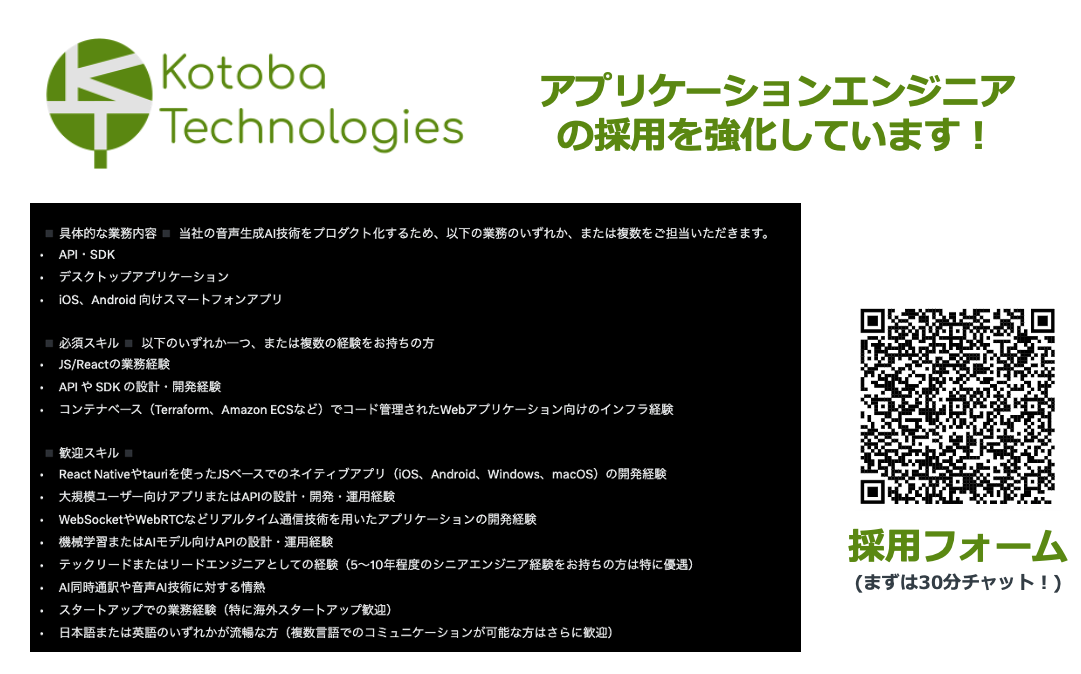 Kotoba
Technologies
アプリケーションエンジニア
の採用を強化しています！
■ 具体的な業務内容 ■ 当社の音声生成AI技術をプロダクト化するため、以下の業務のいずれか、または複数をご担当いただきます。
• API・SDK
• デスクトップアプリケーション
• iOS、Android 向けスマートフォンアプリ
■ 必須スキル ■ 以下のいずれか一つ、または複数の経験をお持ちの方
• JS/Reactの業務経験
• API や SDK の設計・開発経験
• コンテナベース（Terraform、Amazon ECSなど）でコード管理されたWebアプリケーション向けのインフラ経験
■ 歓迎スキル ■
• React Nativeやtauriを使ったJSベースでのネイティブアプリ（iOS、Android、Windows、macOS）の開発経験
• 大規模ユーザー向けアプリまたはAPIの設計・開発・運用経験
• WebSocketやWebRTCなどリアルタイム通信技術を用いたアプリケーションの開発経験
• 機械学習またはAIモデル向けAPIの設計・運用経験
• テックリードまたはリードエンジニアとしての経験（5〜10年程度のシニアエンジニア経験をお持ちの方は特に優遇）
• AI同時通訳や音声AI技術に対する情熱
• スタートアップでの業務経験（特に海外スタートアップ歓迎）
• 日本語または英語のいずれかが流暢な方（複数言語でのコミュニケーションが可能な方はさらに歓迎）
採用フォーム
(まずは30分チャット！)